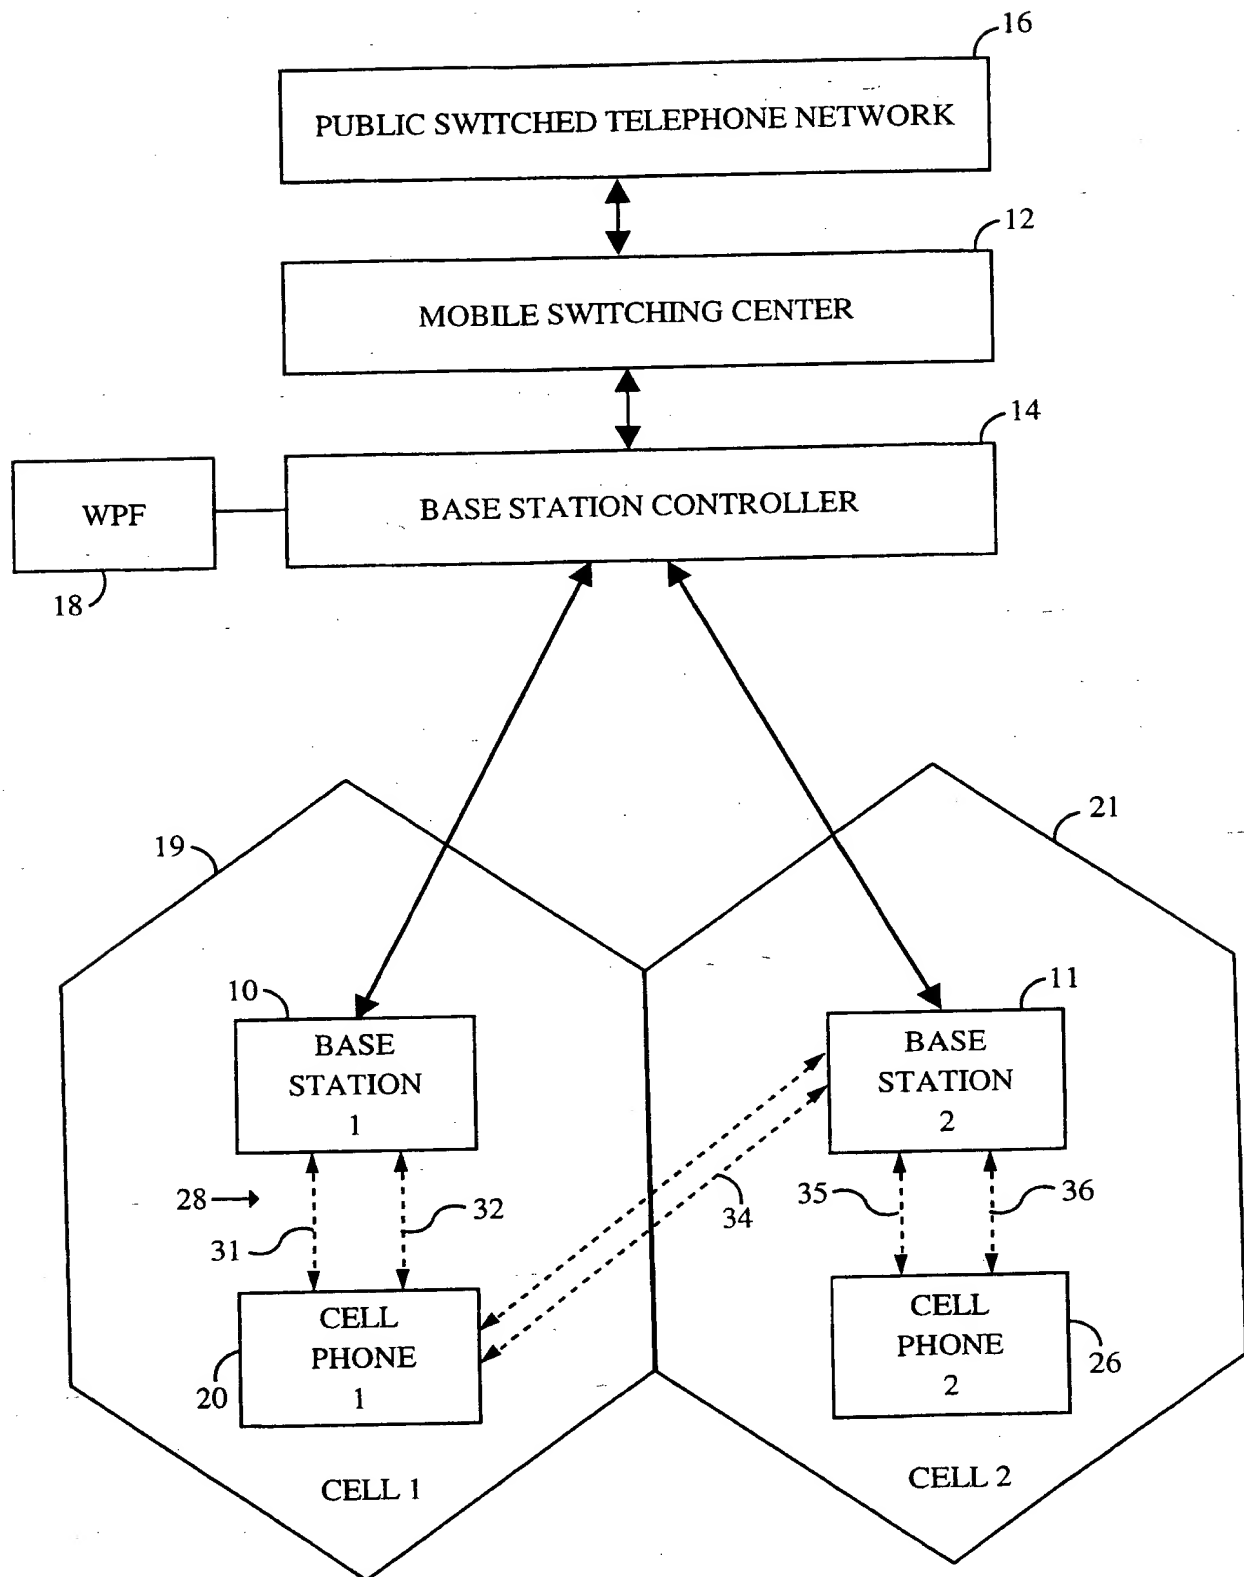 16
PUBLIC SWITCHED TELEPHONE NETWORK
12
MOBILE SWITCHING CENTER
14
WPF
BASE STATION CONTROLLER
18
19
21
10
11
BASE
STATION
1
BASE
STATION
2
28
31
32
34
35
36
CELL
PHONE
1
20
CELL
PHONE
2
26
CELL 1
CELL 2